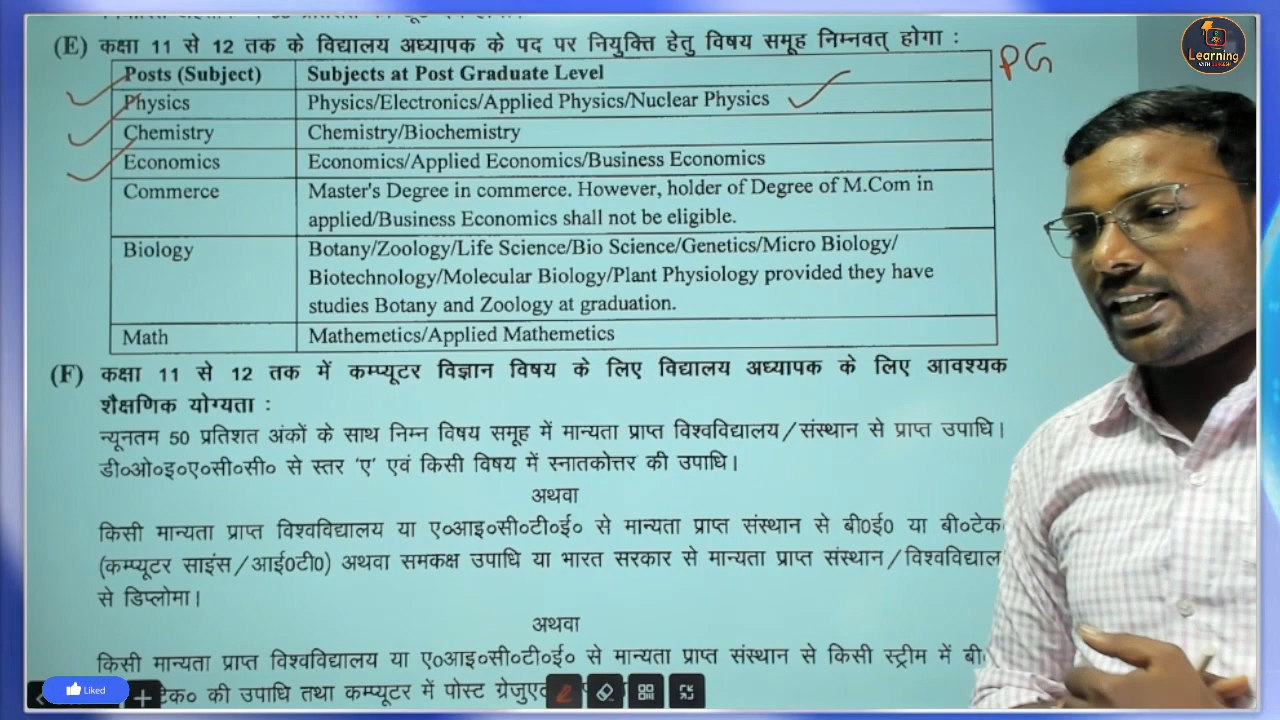 (E) कक्षा 11 से 12 तक के विद्यालय अध्यापक के पद पर नियुक्ति हेतु विषय समूह निम्नवत् होगा :
PG
Learning
Posts (Subject) Subjects at Post Graduate Level
Physics Physics/Electronics/Applied Physics/Nuclear Physics
Chemistry Chemistry/Biochemistry
Economics Economics/Applied Economics/Business Economics
Commerce Master's Degree in commerce. However, holder of Degree of M.Com in
applied/Business Economics shall not be eligible.
Biology Botany/Zoology/Life Science/Bio Science/Genetics/Micro Biology/
Biotechnology/Molecular Biology/Plant Physiology provided they have
studies Botany and Zoology at graduation.
Math Mathemetics/Applied Mathemetics
(F) कक्षा 11 से 12 तक में कम्प्यूटर विज्ञान विषय के लिए विद्यालय अध्यापक के लिए आवश्यक
शैक्षणिक योग्यता :
न्यूनतम 50 प्रतिशत अंकों के साथ निम्न विषय समूह में मान्यता प्राप्त विश्वविद्यालय/संस्थान से प्राप्त उपाधि।
डी०ओ०इ०ए०सी०सी० से स्तर 'ए' एवं किसी विषय में स्नातकोत्तर की उपाधि।
अथवा
किसी मान्यता प्राप्त विश्वविद्यालय या ए०आइ०सी०टी०ई० से मान्यता प्राप्त संस्थान से बी0ई0 या बी०टेक
(कम्प्यूटर साइंस/आई0टी0) अथवा समकक्ष उपाधि या भारत सरकार से मान्यता प्राप्त संस्थान/विश्वविद्याल
से डिप्लोमा।
अथवा
किसी मान्यता प्राप्त विश्वविद्यालय या ए०आइ०सी०टी०ई० से मान्यता प्राप्त संस्थान से किसी स्ट्रीम में बी
टेक० की उपाधि तथा कम्प्यूटर में पोस्ट
Liked